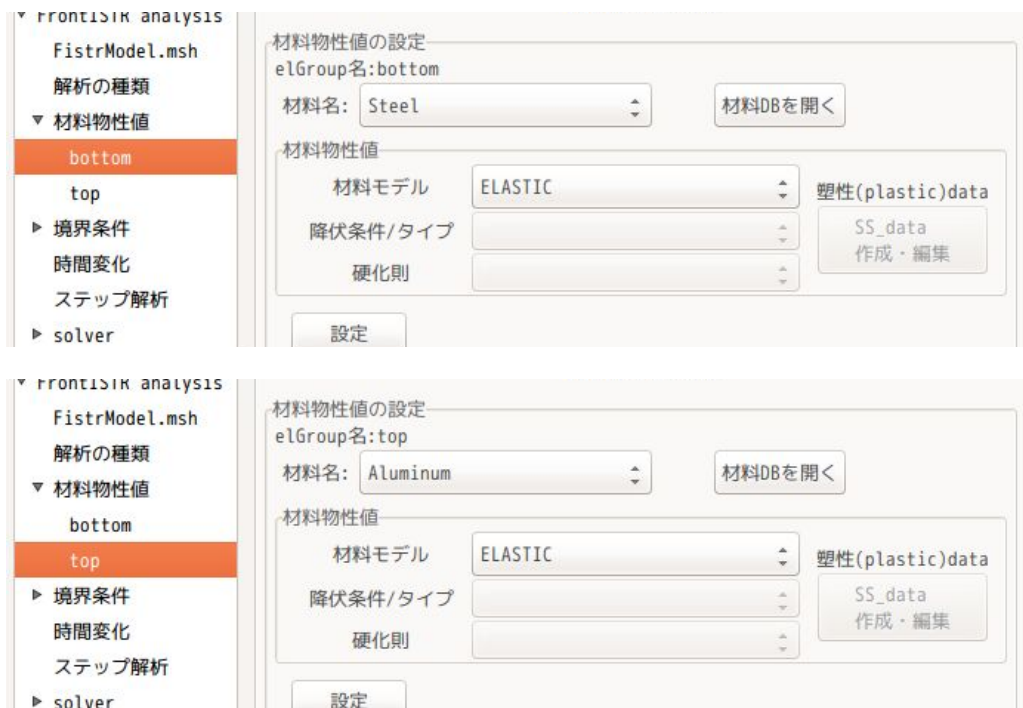 FrontISTR analysis
FistrModel.msh
解析の種類
材料物性値
bottom
top
境界条件
時間変化
ステップ解析
solver
材料物性値の設定
elGroup名:bottom
材料名: Steel 材料DBを開く
材料物性値
材料モデル ELASTIC 塑性(plastic)data
降伏条件/タイプ SS_data
作成・編集
硬化則
設定
FrontISTR analysis
FistrModel.msh
解析の種類
材料物性値
bottom
top
境界条件
時間変化
ステップ解析
solver
材料物性値の設定
elGroup名:top
材料名: Aluminum 材料DBを開く
材料物性値
材料モデル ELASTIC 塑性(plastic)data
降伏条件/タイプ SS_data
作成・編集
硬化則
設定